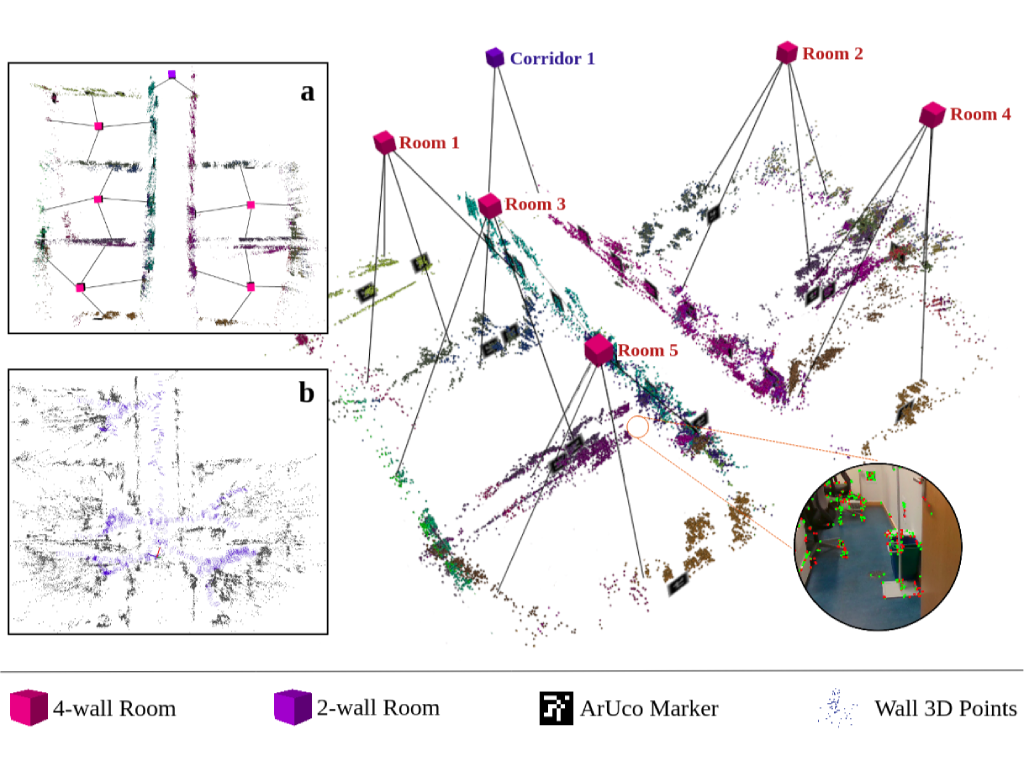 a
Corridor 1
Room 2
Room 4
Room 1
Room 3
Room 5
b
4-wall Room
2-wall Room
ArUco Marker
Wall 3D Points